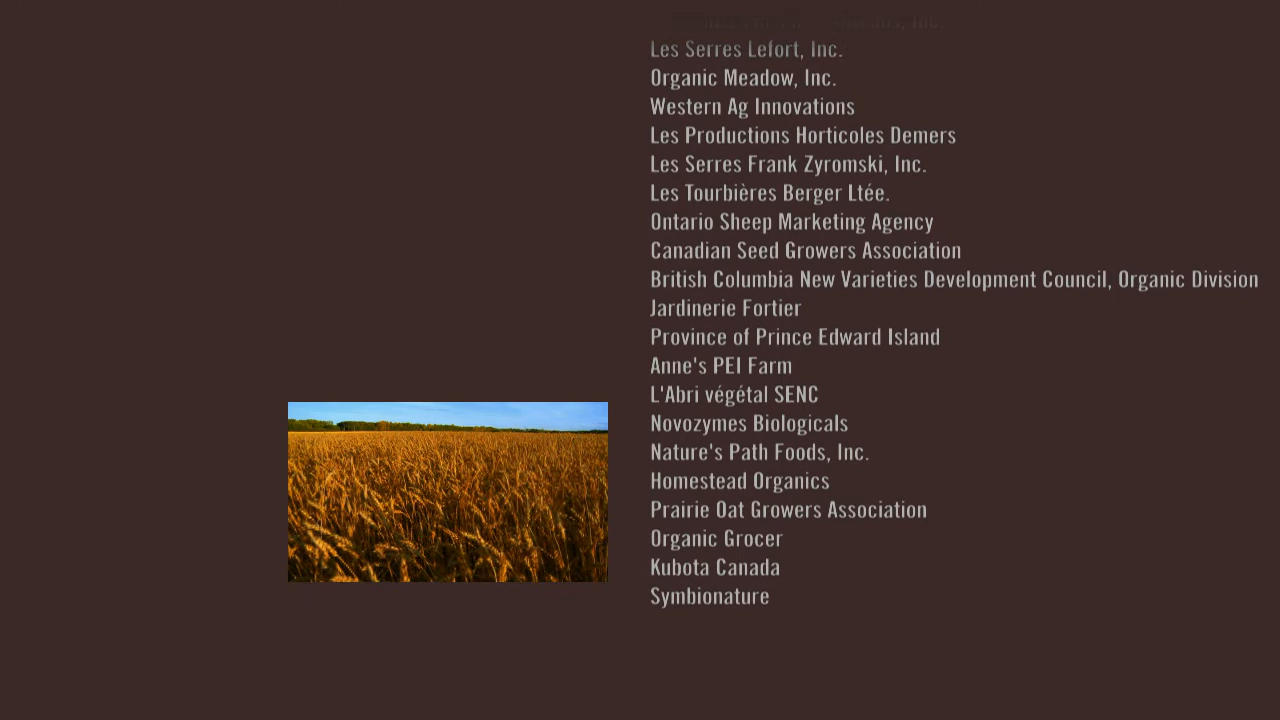 Les Serres Lefort, Inc.
Organic Meadow, Inc.
Western Ag Innovations
Les Productions Horticoles Demers
Les Serres Frank Zyromski, Inc.
Les Tourbières Berger Ltée.
Ontario Sheep Marketing Agency
Canadian Seed Growers Association
British Columbia New Varieties Development Council, Organic Division
Jardinerie Fortier
Province of Prince Edward Island
Anne's PEI Farm
L'Abri végétal SENC
Novozymes Biologicals
Nature's Path Foods, Inc.
Homestead Organics
Prairie Oat Growers Association
Organic Grocer
Kubota Canada
Symbionature